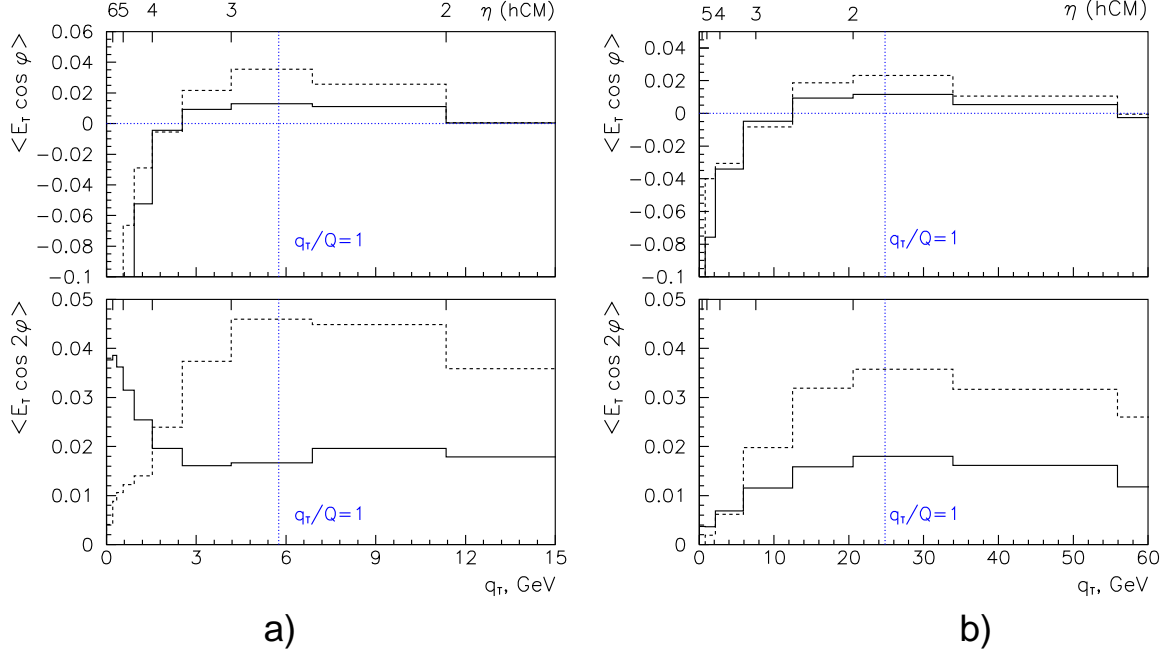 65 4 3 2 η (hCM)
<E_T cos φ>
0.06
0.04
0.02
0
−0.02
−0.04
−0.06
−0.08
−0.1
q_T/Q=1
<E_T cos 2φ>
0.05
0.04
0.03
0.02
0.01
0
q_T/Q=1
0 3 6 9 12 15
q_T, GeV
a)
54 3 2 η (hCM)
<E_T cos φ>
0.04
0.02
0
−0.02
−0.04
−0.06
−0.08
−0.1
q_T/Q=1
<E_T cos 2φ>
0.05
0.04
0.03
0.02
0.01
0
q_T/Q=1
0 10 20 30 40 50 60
q_T, GeV
b)